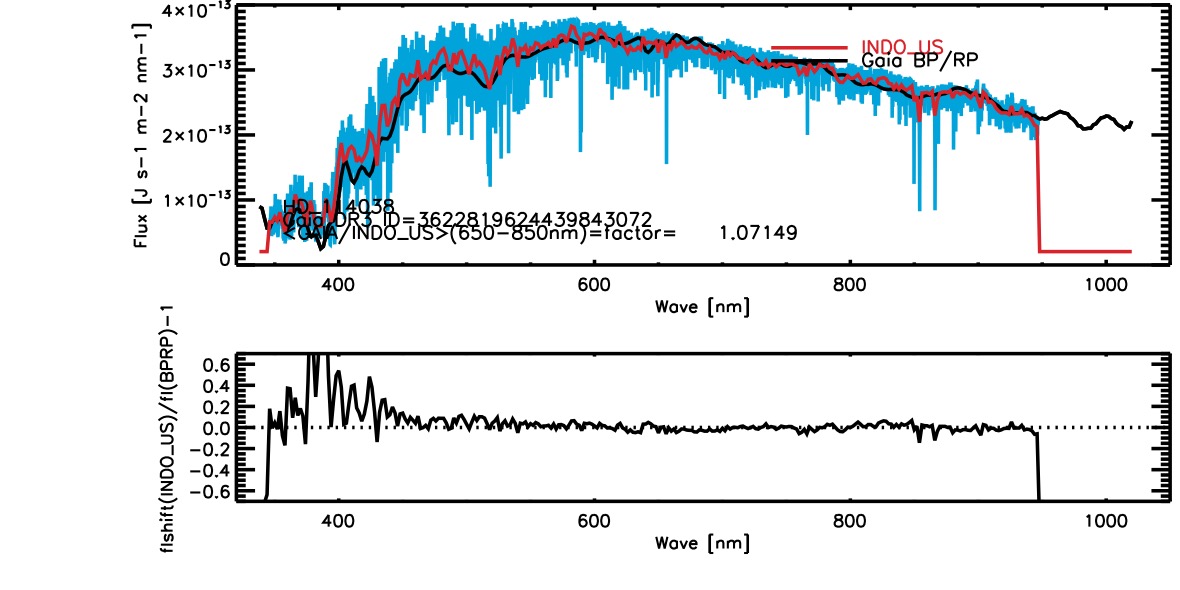 4×10−13
3×10−13
2×10−13
1×10−13
0
Flux [J s−1 m−2 nm−1]
INDO_US
Gaia BP/RP
HD_114038
Gaia DR3 ID=3622819624439843072
<GAIA/INDO_US>(650−850nm)=factor= 1.07149
400 600 800 1000
Wave [nm]
flshift(INDO_US)/fl(BPRP)−1
0.6
0.4
0.2
0.0
−0.2
−0.4
−0.6
400 600 800 1000
Wave [nm]